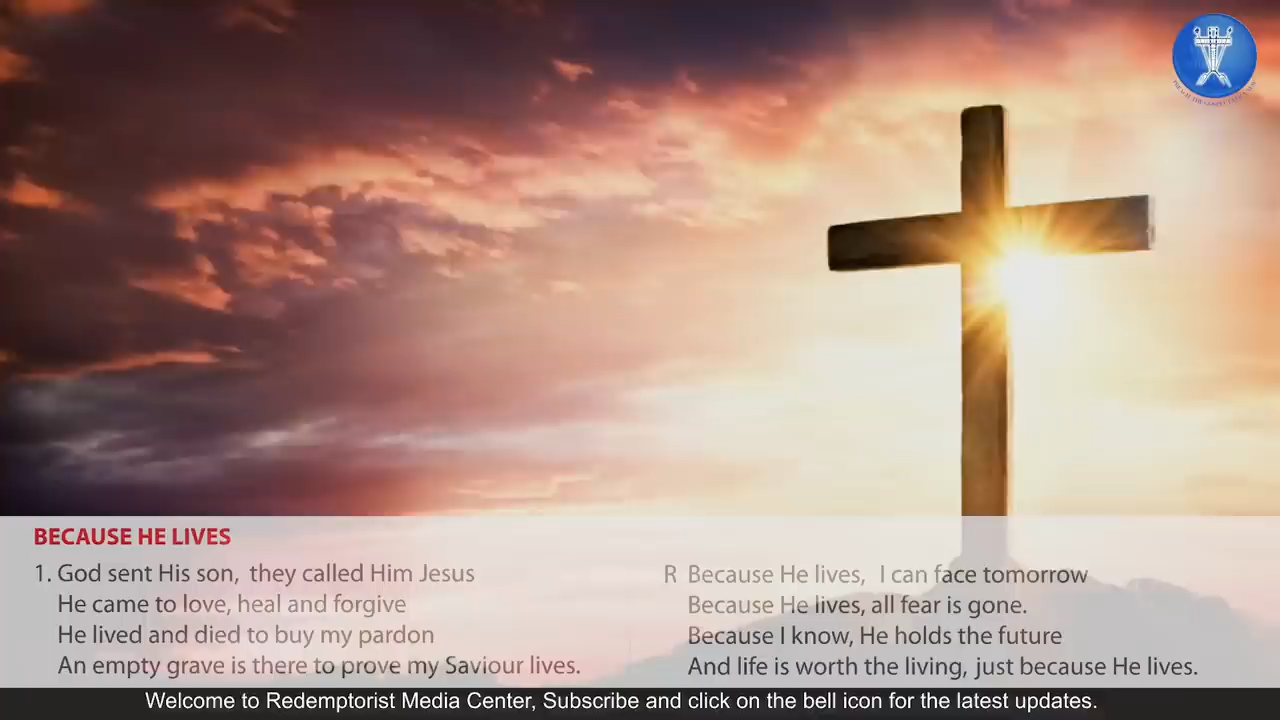 BECAUSE HE LIVES
1. God sent His son, they called Him Jesus
He came to love, heal and forgive
He lived and died to buy my pardon
An empty grave is there to prove my Saviour lives.
R Because He lives, I can face tomorrow
Because He lives, all fear is gone.
Because I know, He holds the future
And life is worth the living, just because He lives.
Welcome to Redemptorist Media Center, Subscribe and click on the bell icon for the latest updates.